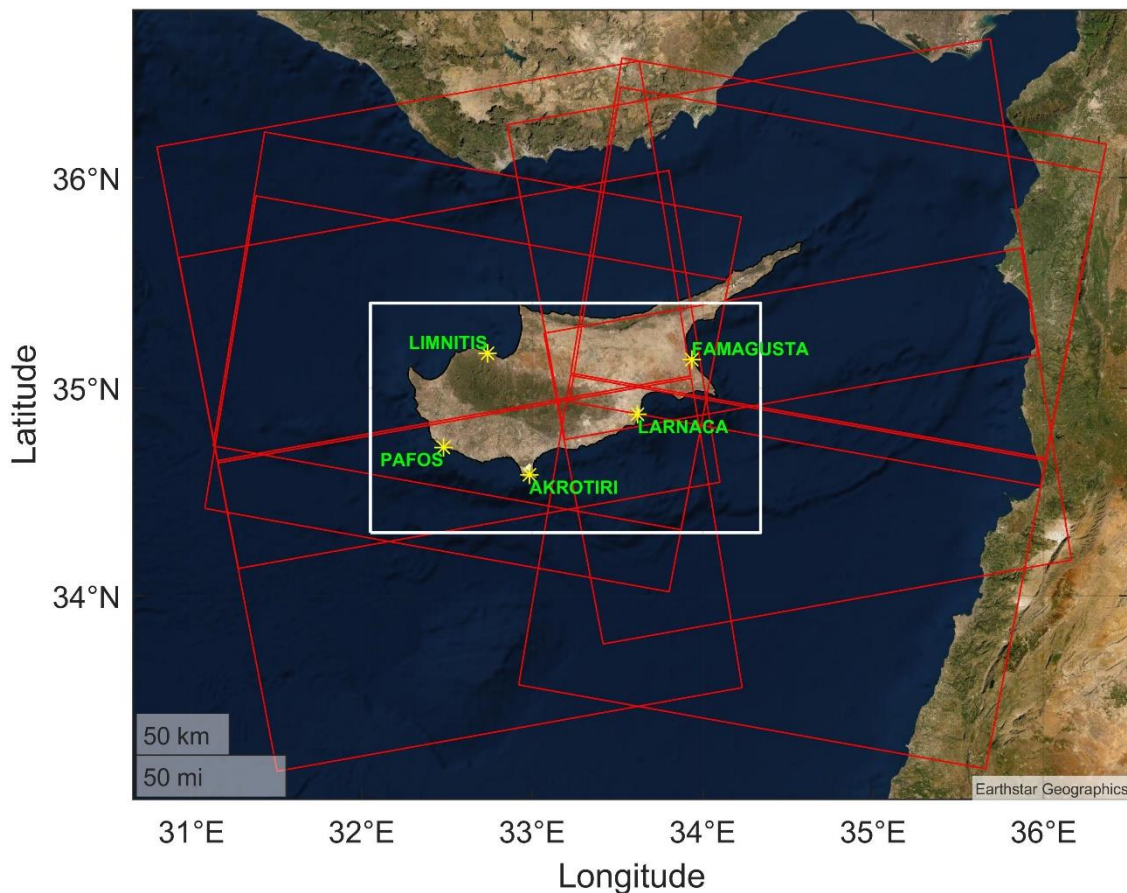 36°N
35°N
34°N
Latitude
LIMNITIS
FAMAGUSTA
LARNACA
PAFOS
AKROTIRI
50 km
50 mi
Earthstar Geographics
31°E
32°E
33°E
34°E
35°E
36°E
Longitude